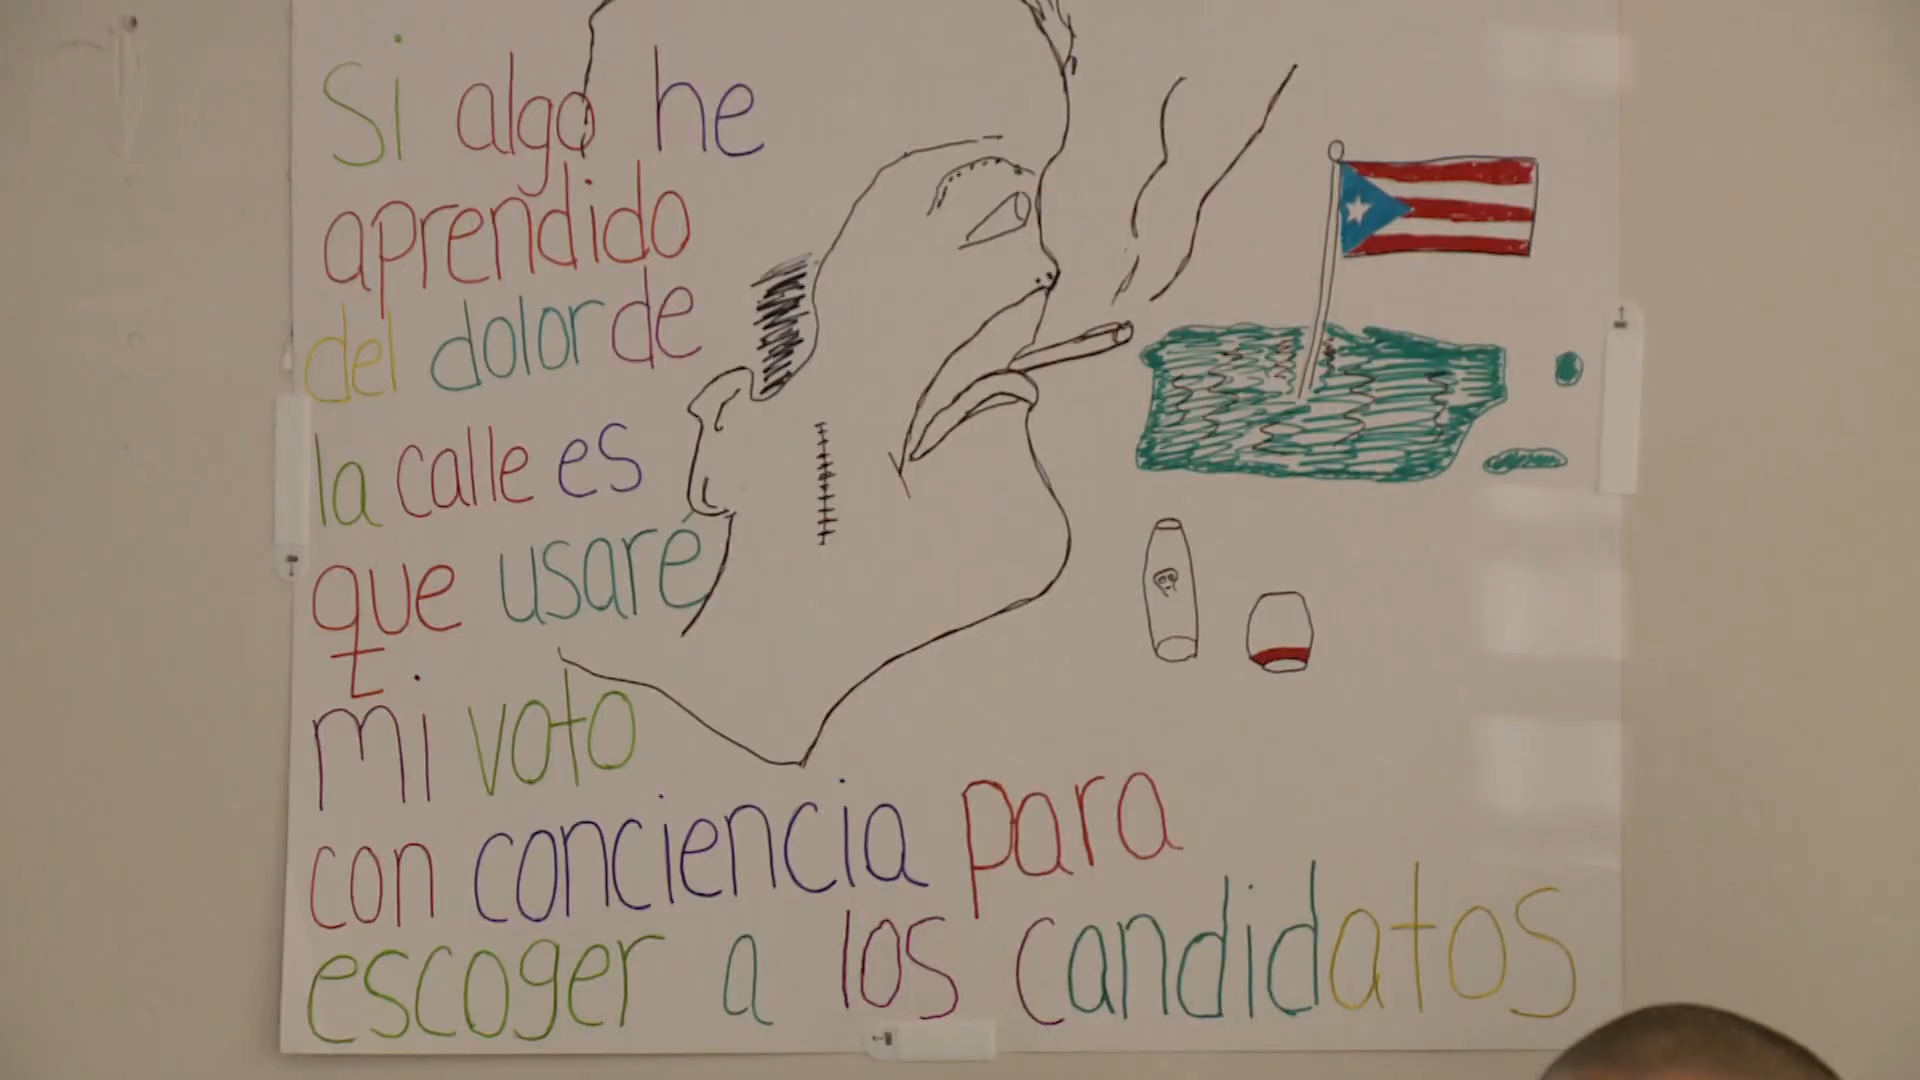 Si algo he
aprendido
del dolor de
la calle es
que usaré
t
mi voto
con conciencia para
escoger a los candidatos